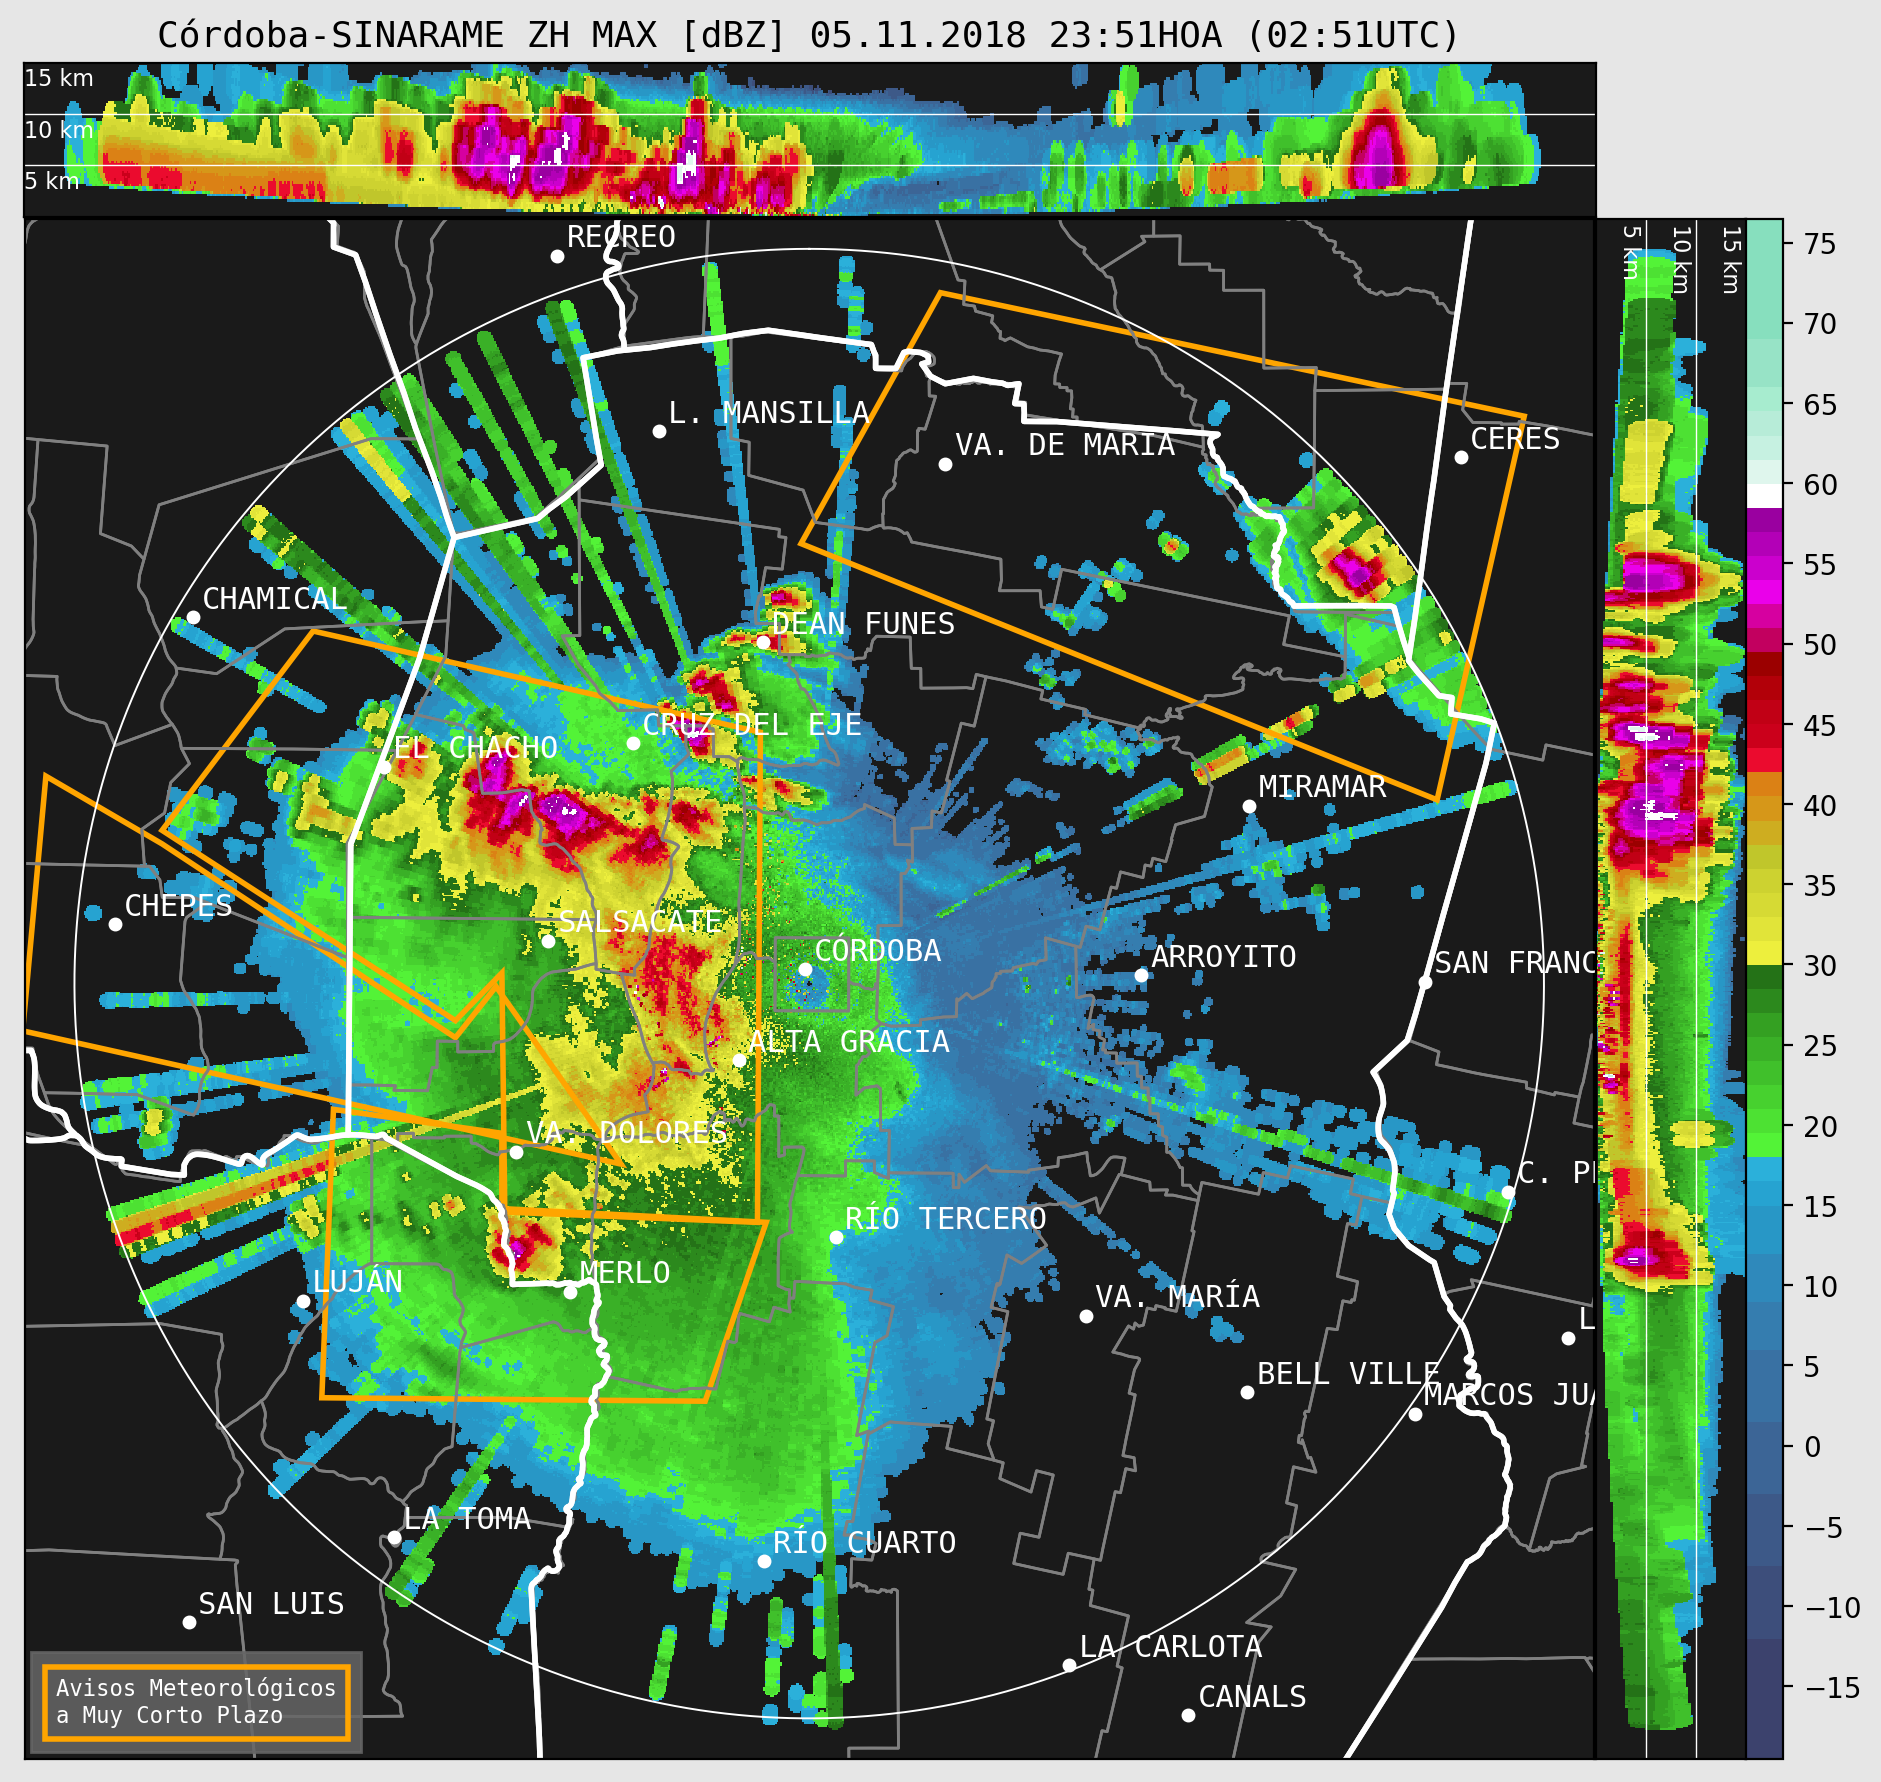 Córdoba-SINARAME ZH MAX [dBZ] 05.11.2018 23:51HOA (02:51UTC)
15 km
10 km
5 km
5 km
10 km
15 km
RECREO
L. MANSILLA
VA. DE MARIA
CERES
CHAMICAL
DEAN FUNES
CRUZ DEL EJE
EL CHACHO
MIRAMAR
CHEPES
SALSACATE
CÓRDOBA
ARROYITO
SAN FRANC
ALTA GRACIA
VA. DOLORES
C. PE
RÍO TERCERO
LUJÁN
MERLO
VA. MARÍA
L
BELL VILLE
MARCOS JUA
LA TOMA
RÍO CUARTO
SAN LUIS
LA CARLOTA
CANALS
Avisos Meteorológicos
a Muy Corto Plazo
75
70
65
60
55
50
45
40
35
30
25
20
15
10
5
0
−5
−10
−15